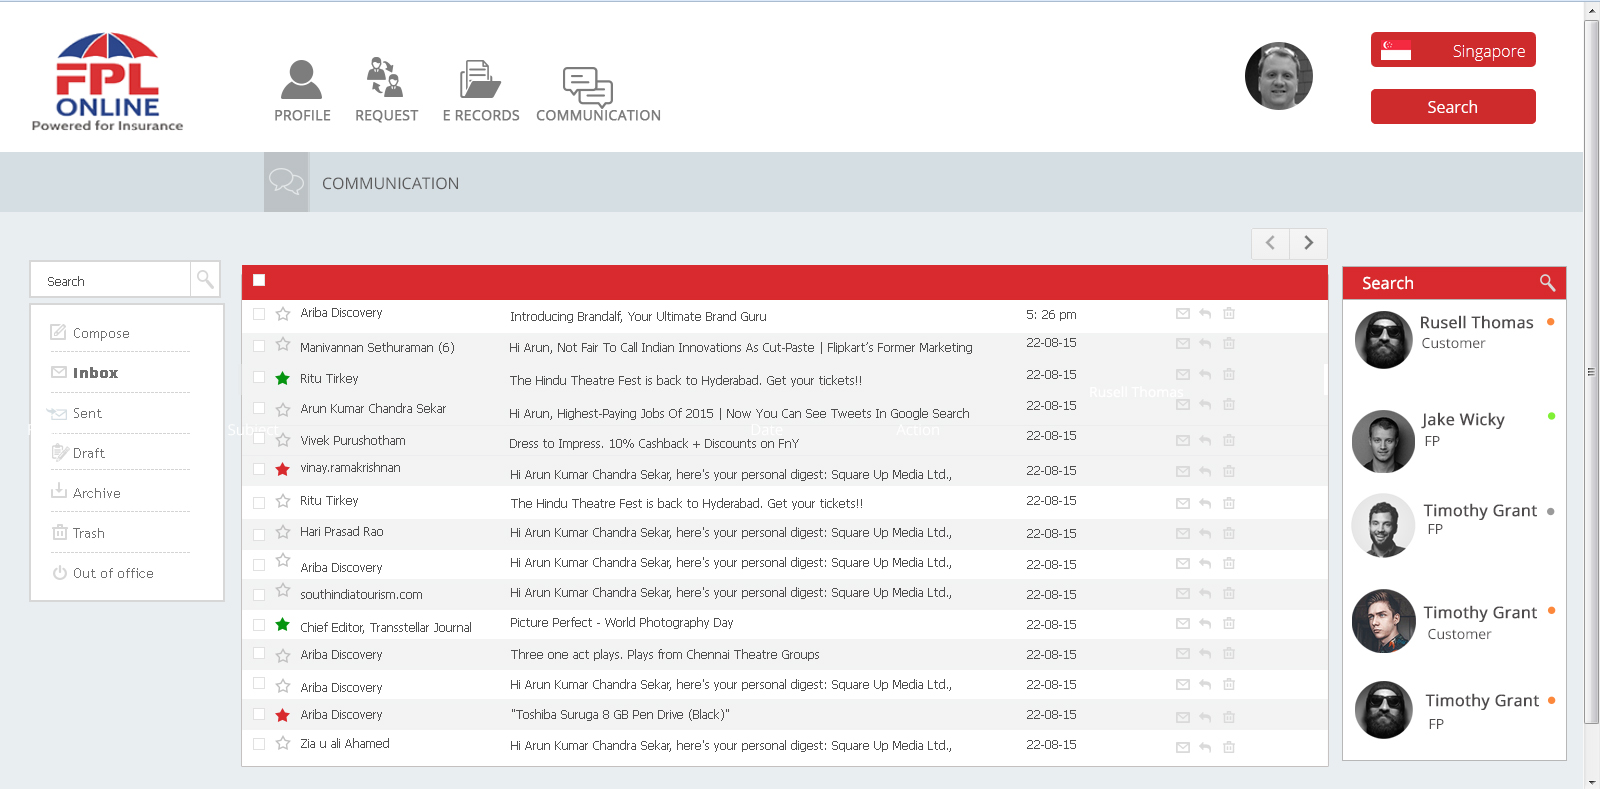 FPL
ONLINE
Powered for Insurance
PROFILE
REQUEST
E RECORDS
COMMUNICATION
Singapore
Search
COMMUNICATION
Search
Compose
Inbox
Sent
Draft
Archive
Trash
Out of office
Ariba Discovery Introducing Brandalf, Your Ultimate Brand Guru 5: 26 pm
Manivannan Sethuraman (6) Hi Arun, Not Fair To Call Indian Innovations As Cut-Paste | Flipkart's Former Marketing 22-08-15
Ritu Tirkey The Hindu Theatre Fest is back to Hyderabad. Get your tickets!! 22-08-15
Rusell Thomas
Arun Kumar Chandra Sekar Hi Arun, Highest-Paying Jobs Of 2015 | Now You Can See Tweets In Google Search 22-08-15
Subject Date Action
Vivek Purushotham Dress to Impress. 10% Cashback + Discounts on FnY 22-08-15
vinay.ramakrishnan Hi Arun Kumar Chandra Sekar, here's your personal digest: Square Up Media Ltd., 22-08-15
Ritu Tirkey The Hindu Theatre Fest is back to Hyderabad. Get your tickets!! 22-08-15
Hari Prasad Rao Hi Arun Kumar Chandra Sekar, here's your personal digest: Square Up Media Ltd., 22-08-15
Ariba Discovery Hi Arun Kumar Chandra Sekar, here's your personal digest: Square Up Media Ltd., 22-08-15
southindiatourism.com Hi Arun Kumar Chandra Sekar, here's your personal digest: Square Up Media Ltd., 22-08-15
Chief Editor, Transstellar Journal Picture Perfect - World Photography Day 22-08-15
Ariba Discovery Three one act plays. Plays from Chennai Theatre Groups 22-08-15
Ariba Discovery Hi Arun Kumar Chandra Sekar, here's your personal digest: Square Up Media Ltd., 22-08-15
Ariba Discovery "Toshiba Suruga 8 GB Pen Drive (Black)" 22-08-15
Zia u ali Ahamed Hi Arun Kumar Chandra Sekar, here's your personal digest: Square Up Media Ltd., 22-08-15
Search
Rusell Thomas
Customer
Jake Wicky
FP
Timothy Grant
FP
Timothy Grant
Customer
Timothy Grant
FP